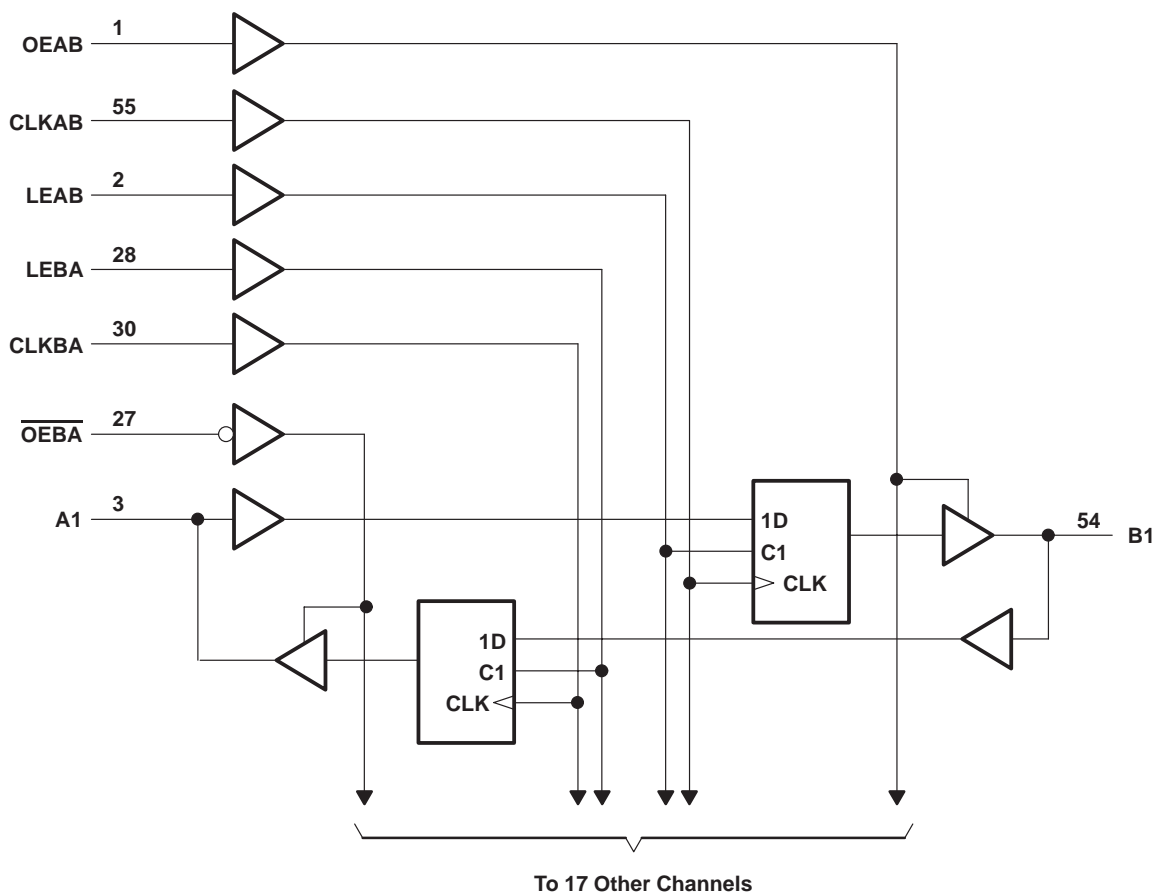 OEAB 1
CLKAB 55
LEAB 2
LEBA 28
CLKBA 30
OEBA 27
A1 3
1D
C1
CLK
54 B1
1D
C1
CLK
To 17 Other Channels